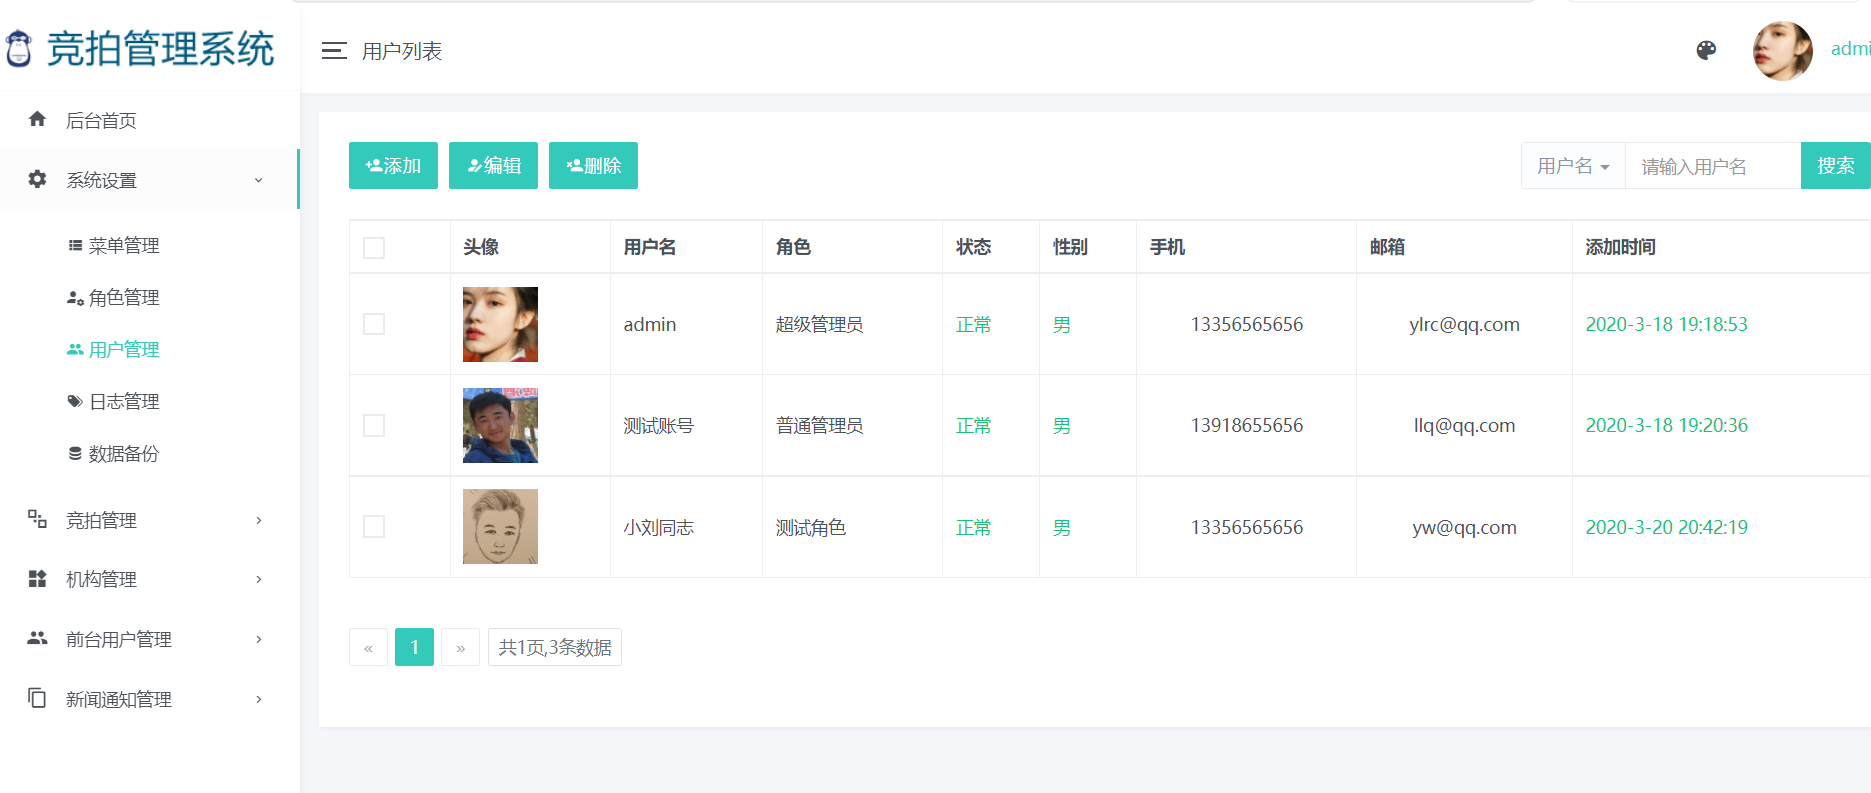 竞拍管理系统
用户列表
admi
后台首页
系统设置
菜单管理
角色管理
用户管理
日志管理
数据备份
竞拍管理
机构管理
前台用户管理
新闻通知管理
添加 编辑 删除
用户名 请输入用户名 搜索
头像 用户名 角色 状态 性别 手机 邮箱 添加时间
admin 超级管理员 正常 男 13356565656 ylrc@qq.com 2020-3-18 19:18:53
测试账号 普通管理员 正常 男 13918655656 llq@qq.com 2020-3-18 19:20:36
小刘同志 测试角色 正常 男 13356565656 yw@qq.com 2020-3-20 20:42:19
« 1 » 共1页,3条数据